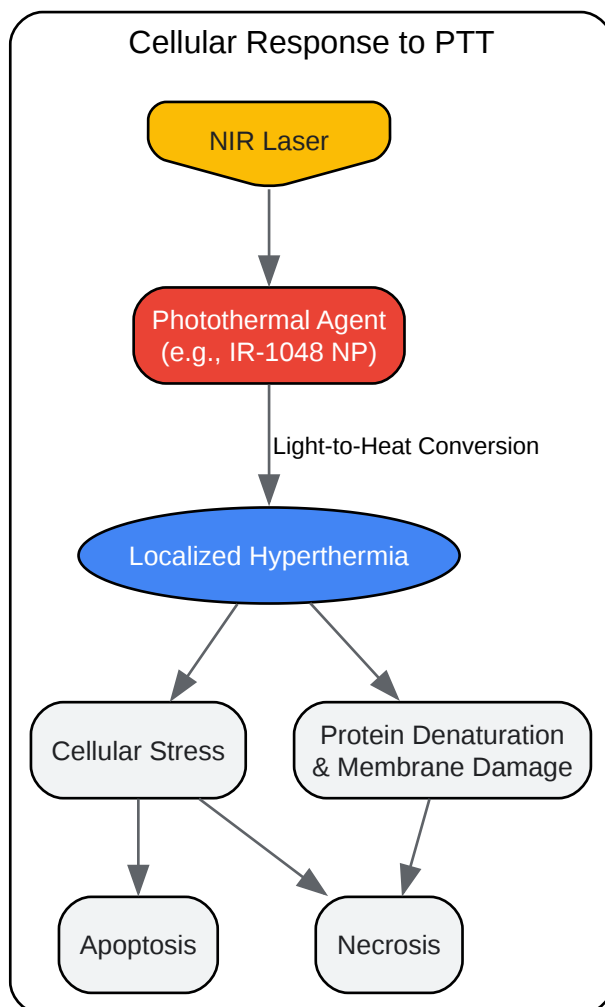 Cellular Response to PTT
NIR Laser
Photothermal Agent
(e.g., IR-1048 NP)
Light-to-Heat Conversion
Localized Hyperthermia
Cellular Stress
Protein Denaturation
& Membrane Damage
Apoptosis
Necrosis